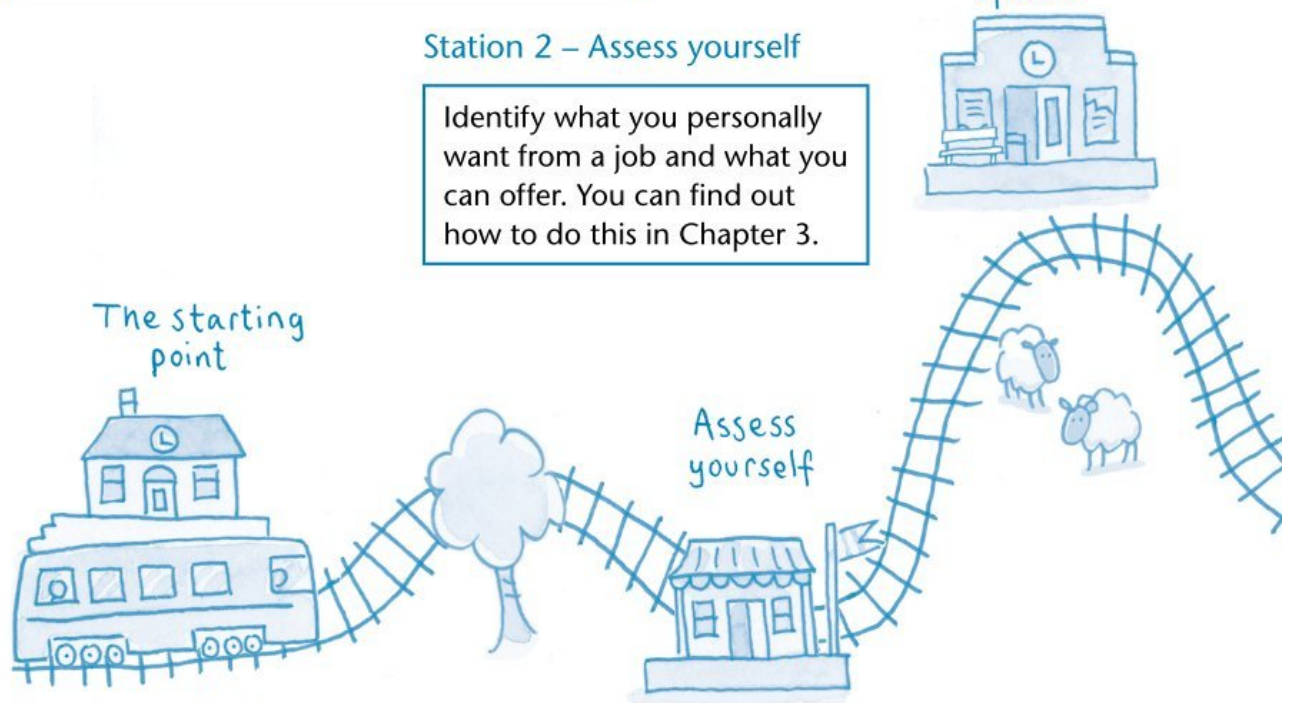 Station 2 – Assess yourself
Identify what you personally
want from a job and what you
can offer. You can find out
how to do this in Chapter 3.
The starting
point
Assess
yourself